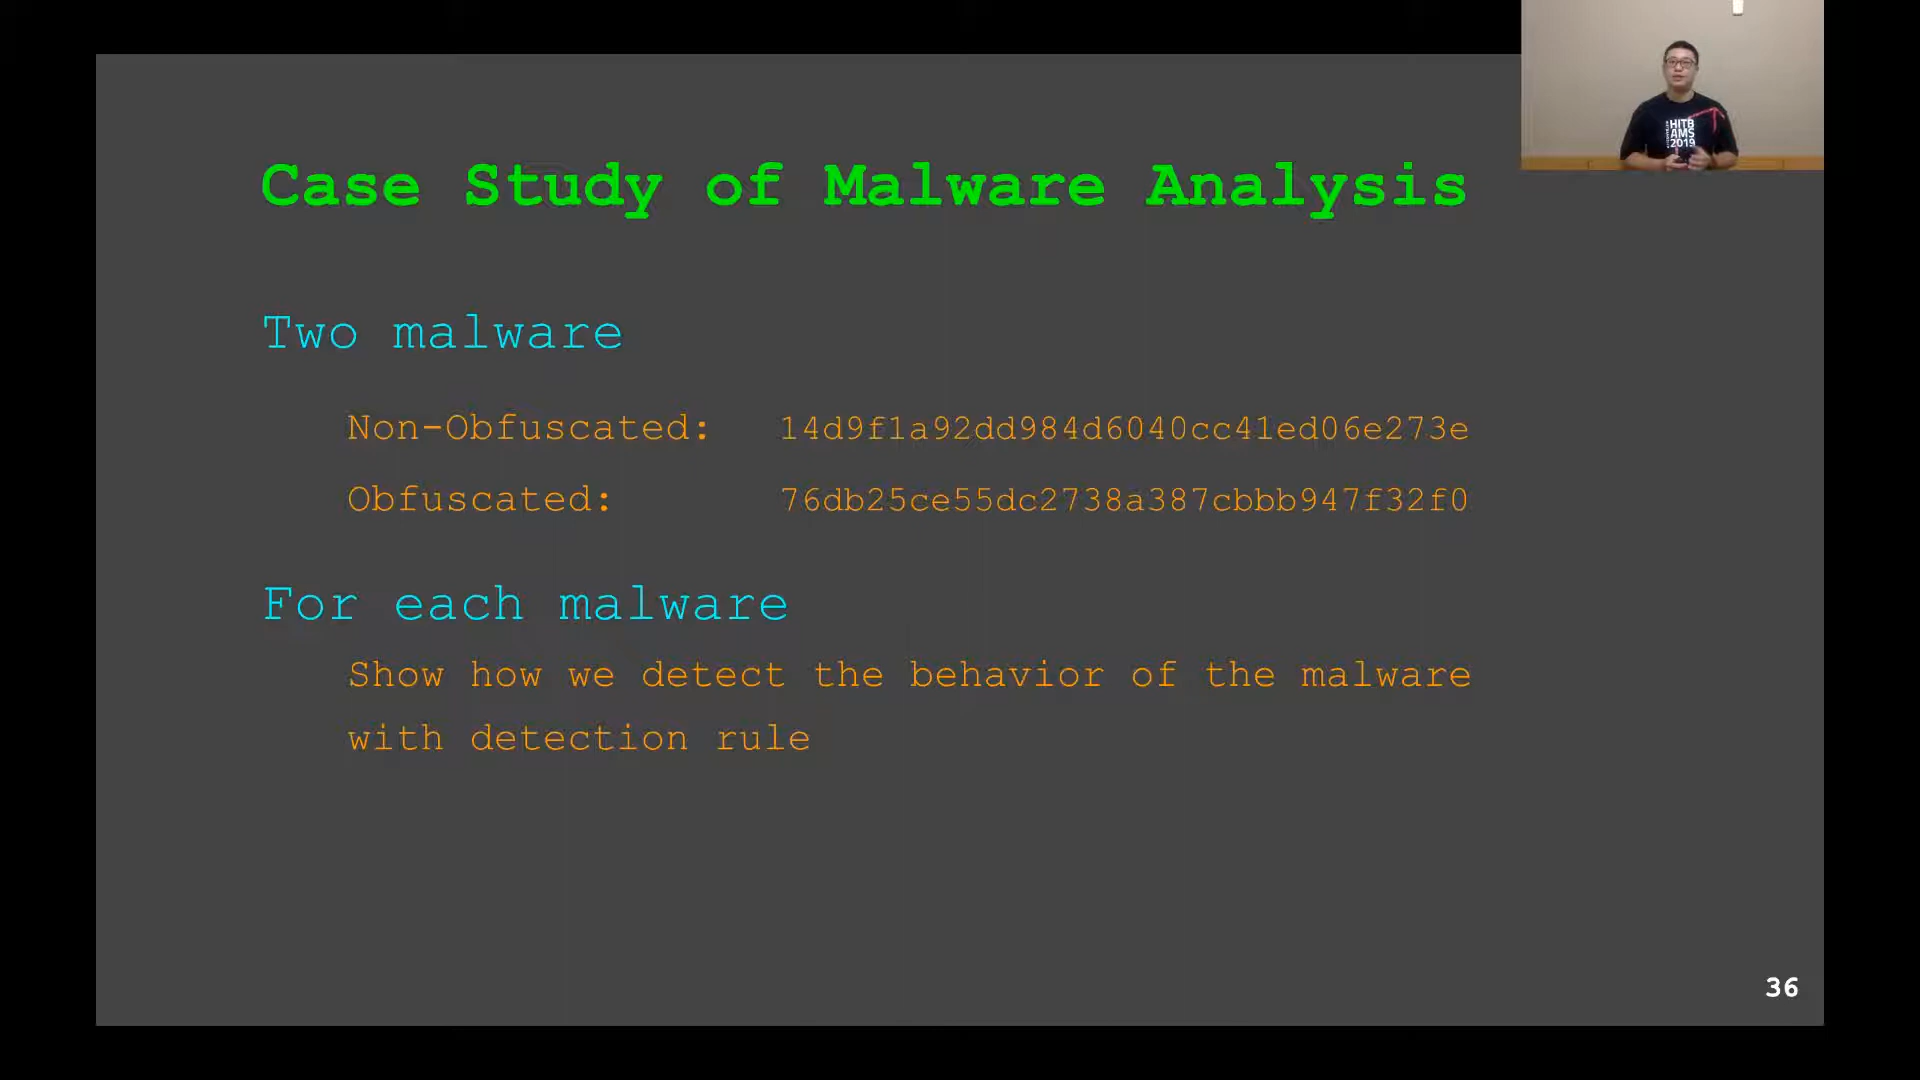 HITB
AMS
2019
Case Study of Malware Analysis
Two malware
Non-Obfuscated: 14d9f1a92dd984d6040cc41ed06e273e
Obfuscated: 76db25ce55dc2738a387cbbb947f32f0
For each malware
Show how we detect the behavior of the malware
with detection rule
36